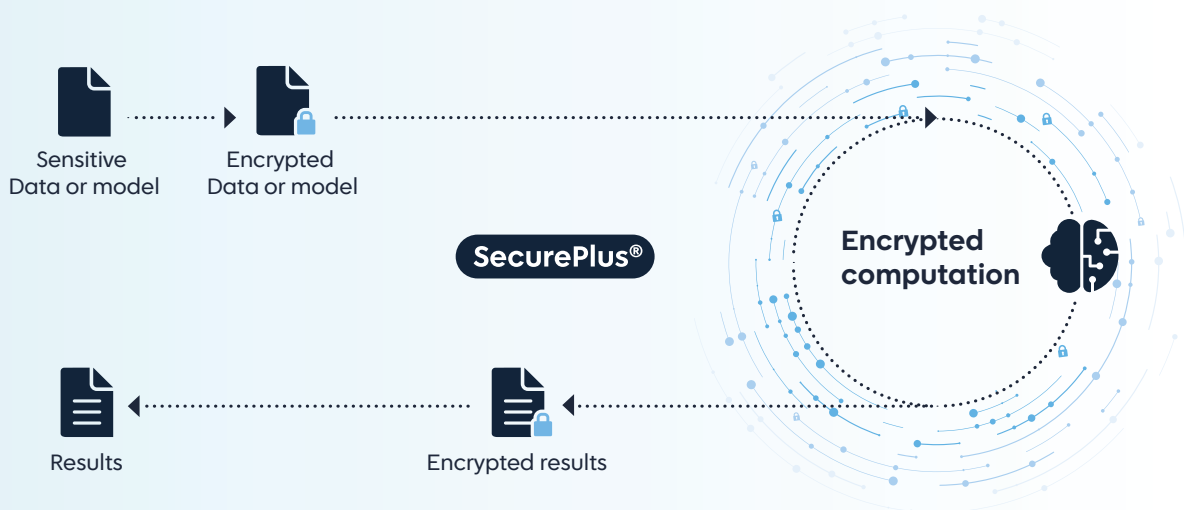 Sensitive
Data or model
Encrypted
Data or model
SecurePlus®
Encrypted
computation
Results
Encrypted results